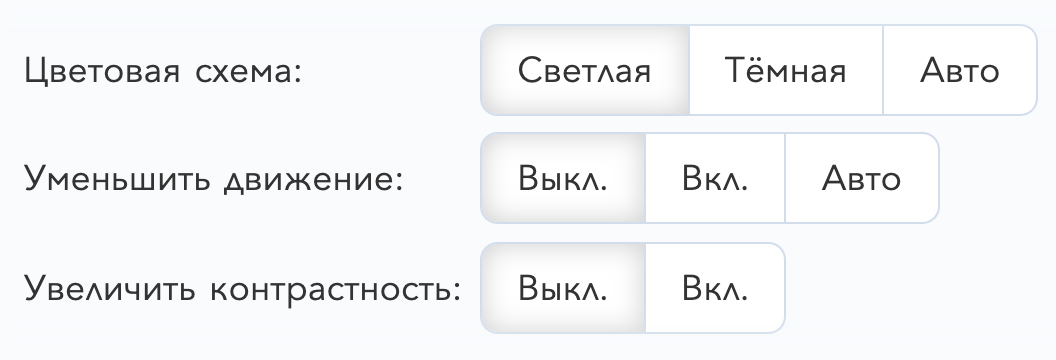 Цветовая схема: Светлая Тёмная Авто
Уменьшить движение: Выкл. Вкл. Авто
Увеличить контрастность: Выкл. Вкл.